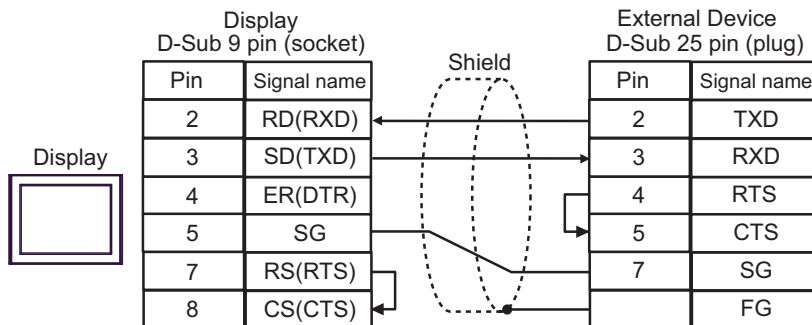 Display
D-Sub 9 pin (socket)
External Device
D-Sub 25 pin (plug)
Shield
Pin Signal name
Pin Signal name
2 RD(RXD) 2 TXD
3 SD(TXD) 3 RXD
Display
4 ER(DTR) 4 RTS
5 SG 5 CTS
7 RS(RTS) 7 SG
8 CS(CTS) FG